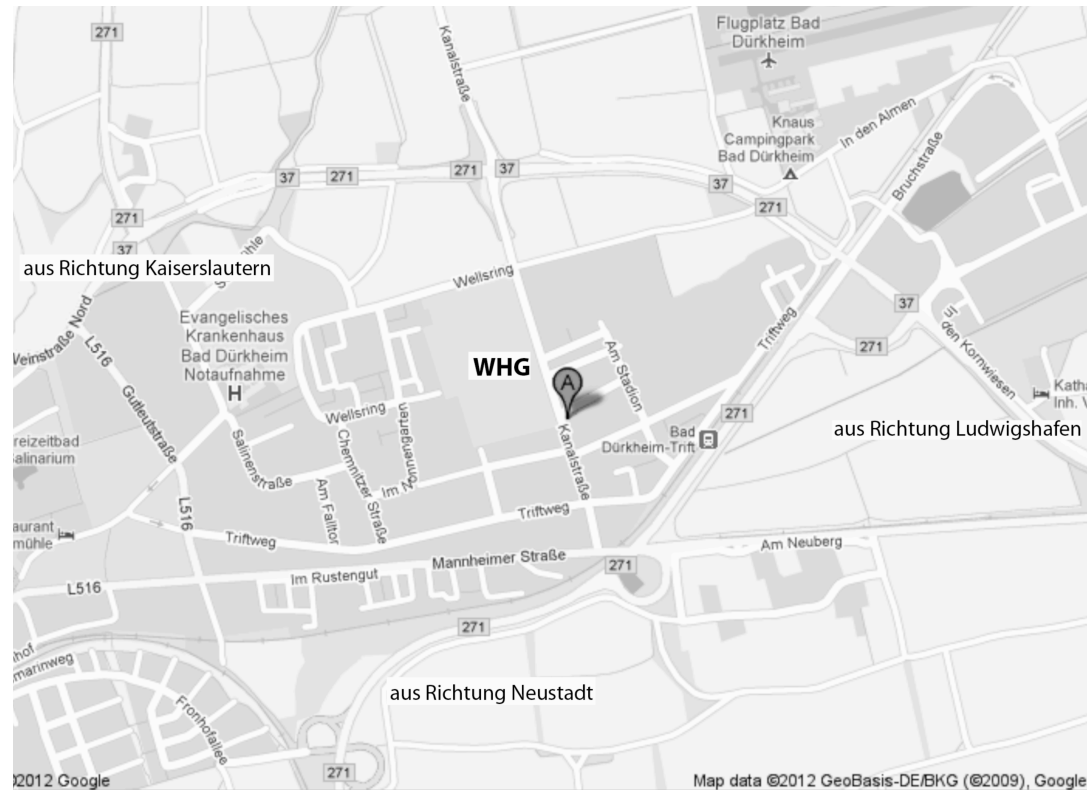 271
Flugplatz Bad
Dürkheim
Kanalstraße
Knaus
Campingpark
Bad Dürkheim
In den Almen
Bruchstraße
37
271
271
37
37
271
271
37
aus Richtung Kaiserslautern
Wellsring
Evangelisches
Krankenhaus
Bad Dürkheim
Notaufnahme
H
Weinstraße Nord
L516
Gutleutstraße
37
271
In den Kornwiesen
Triftweg
WHG
A
Am Stadion
Wellsring
aus Richtung Ludwigshafen
271
Bad
Dürkheim-Trift
Kanalstraße
Salinenstraße
Chemnitzer Straße
Am Falltor
L516
Triftweg
Triftweg
Mannheimer Straße
Am Neuberg
271
Im Rustengut
L516
271
aus Richtung Neustadt
Fronhofallee
271
2012 Google
Map data ©2012 GeoBasis-DE/BKG (©2009), Google